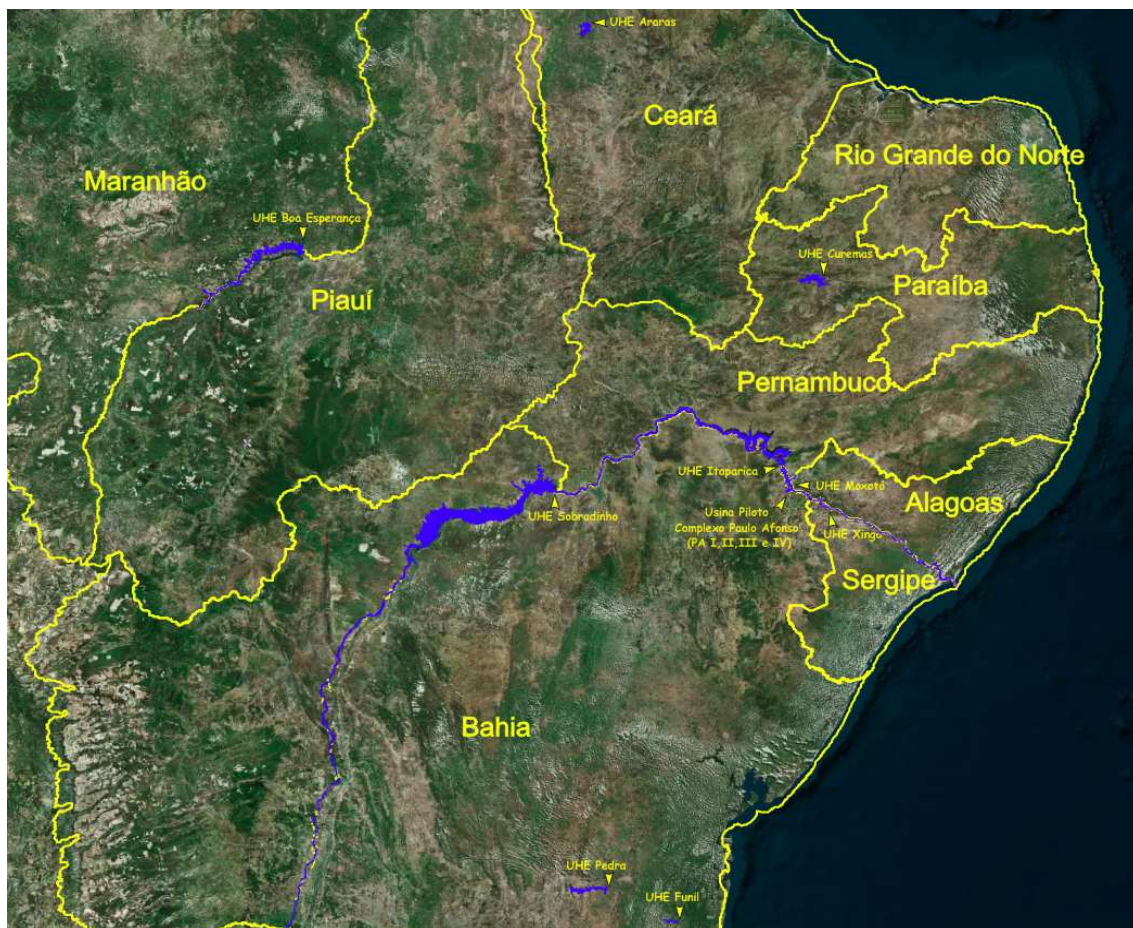 UHE Araras
Ceará
Rio Grande do Norte
Maranhão
UHE Boa Esperança
UHE Curemas
Paraíba
Piauí
Pernambuco
UHE Itaparica
UHE Moxotó
Alagoas
UHE Sobradinho
Usina Piloto
Complexo Paulo Afonso
(PA I,II,III e IV)
UHE Xingó
Sergipe
Bahia
UHE Pedra
UHE Funil